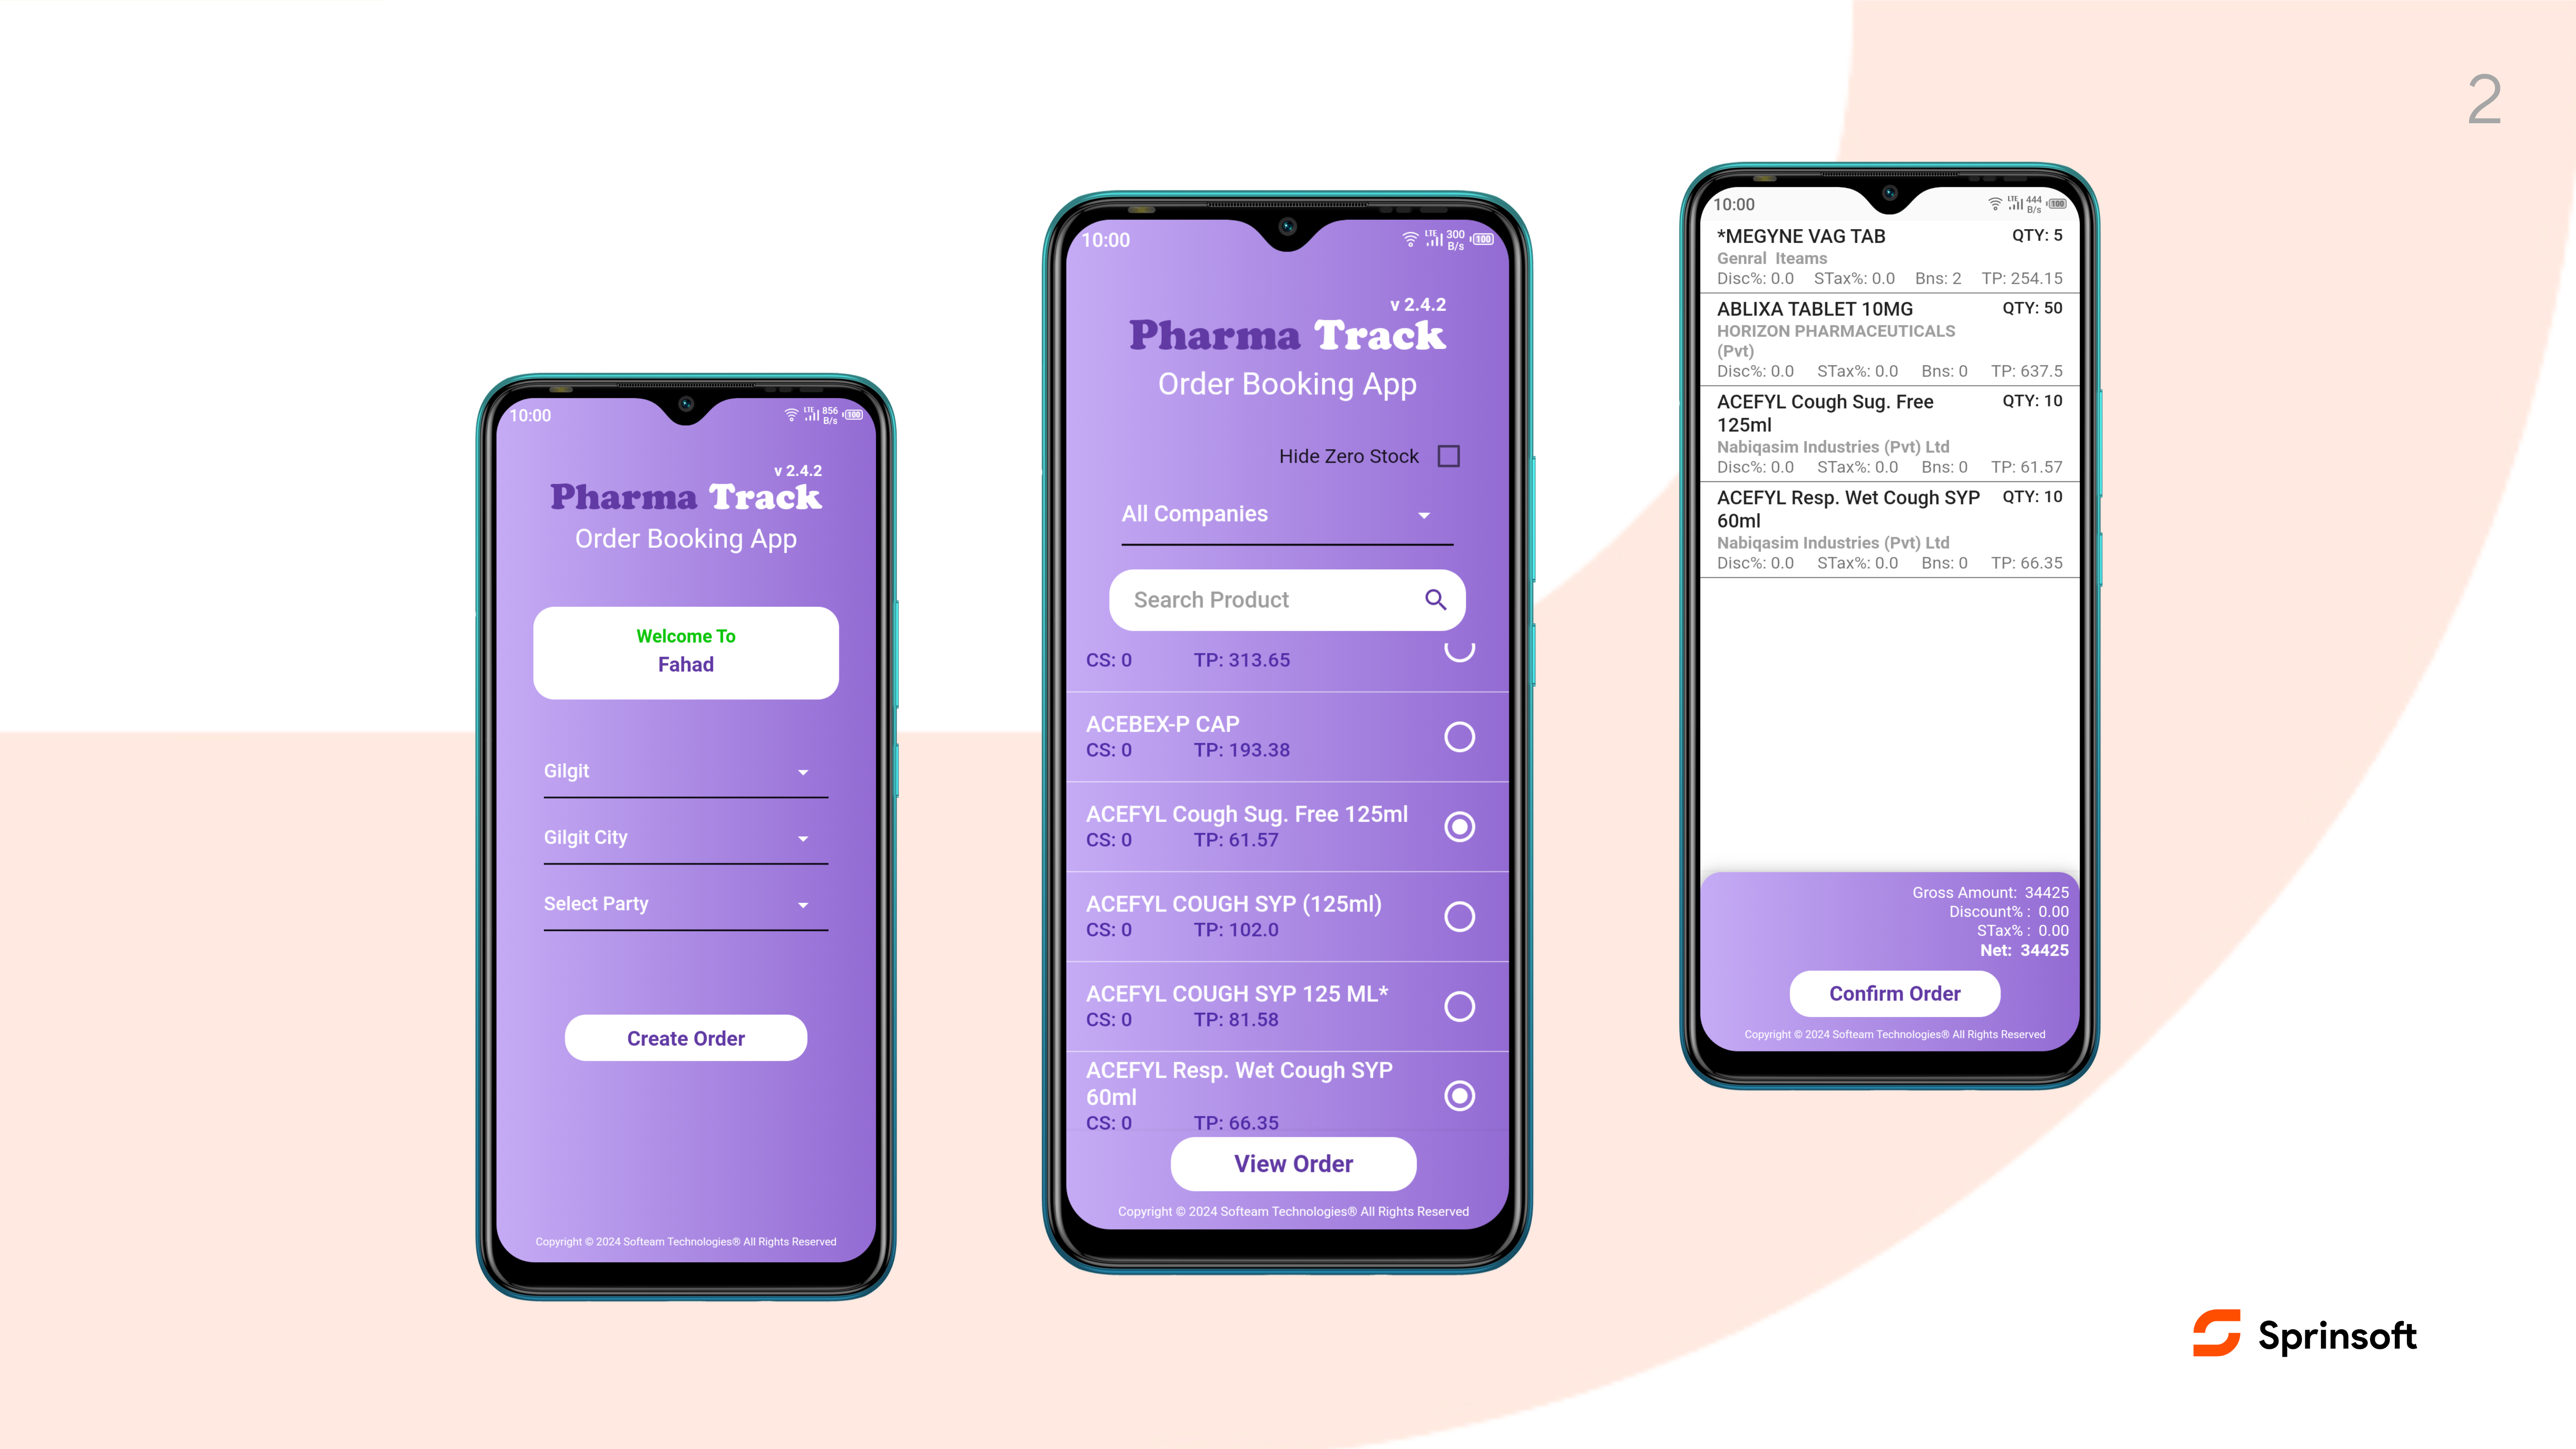 2
10:00
LTE 856 B/s 100
v 2.4.2
Pharma Track
Order Booking App
Welcome To
Fahad
Gilgit
Gilgit City
Select Party
Create Order
Copyright © 2024 Softeam Technologies® All Rights Reserved
10:00
LTE 300 B/s 100
v 2.4.2
Pharma Track
Order Booking App
Hide Zero Stock
All Companies
Search Product
CS: 0 TP: 313.65
ACEBEX-P CAP
CS: 0 TP: 193.38
ACEFYL Cough Sug. Free 125ml
CS: 0 TP: 61.57
ACEFYL COUGH SYP (125ml)
CS: 0 TP: 102.0
ACEFYL COUGH SYP 125 ML*
CS: 0 TP: 81.58
ACEFYL Resp. Wet Cough SYP
60ml
CS: 0 TP: 66.35
View Order
Copyright © 2024 Softeam Technologies® All Rights Reserved
10:00
LTE 444 B/s 100
*MEGYNE VAG TAB QTY: 5
Genral Iteams
Disc%: 0.0 STax%: 0.0 Bns: 2 TP: 254.15
ABLIXA TABLET 10MG QTY: 50
HORIZON PHARMACEUTICALS
(Pvt)
Disc%: 0.0 STax%: 0.0 Bns: 0 TP: 637.5
ACEFYL Cough Sug. Free QTY: 10
125ml
Nabiqasim Industries (Pvt) Ltd
Disc%: 0.0 STax%: 0.0 Bns: 0 TP: 61.57
ACEFYL Resp. Wet Cough SYP QTY: 10
60ml
Nabiqasim Industries (Pvt) Ltd
Disc%: 0.0 STax%: 0.0 Bns: 0 TP: 66.35
Gross Amount: 34425
Discount% : 0.00
STax% : 0.00
Net: 34425
Confirm Order
Copyright © 2024 Softeam Technologies® All Rights Reserved
Sprinsoft